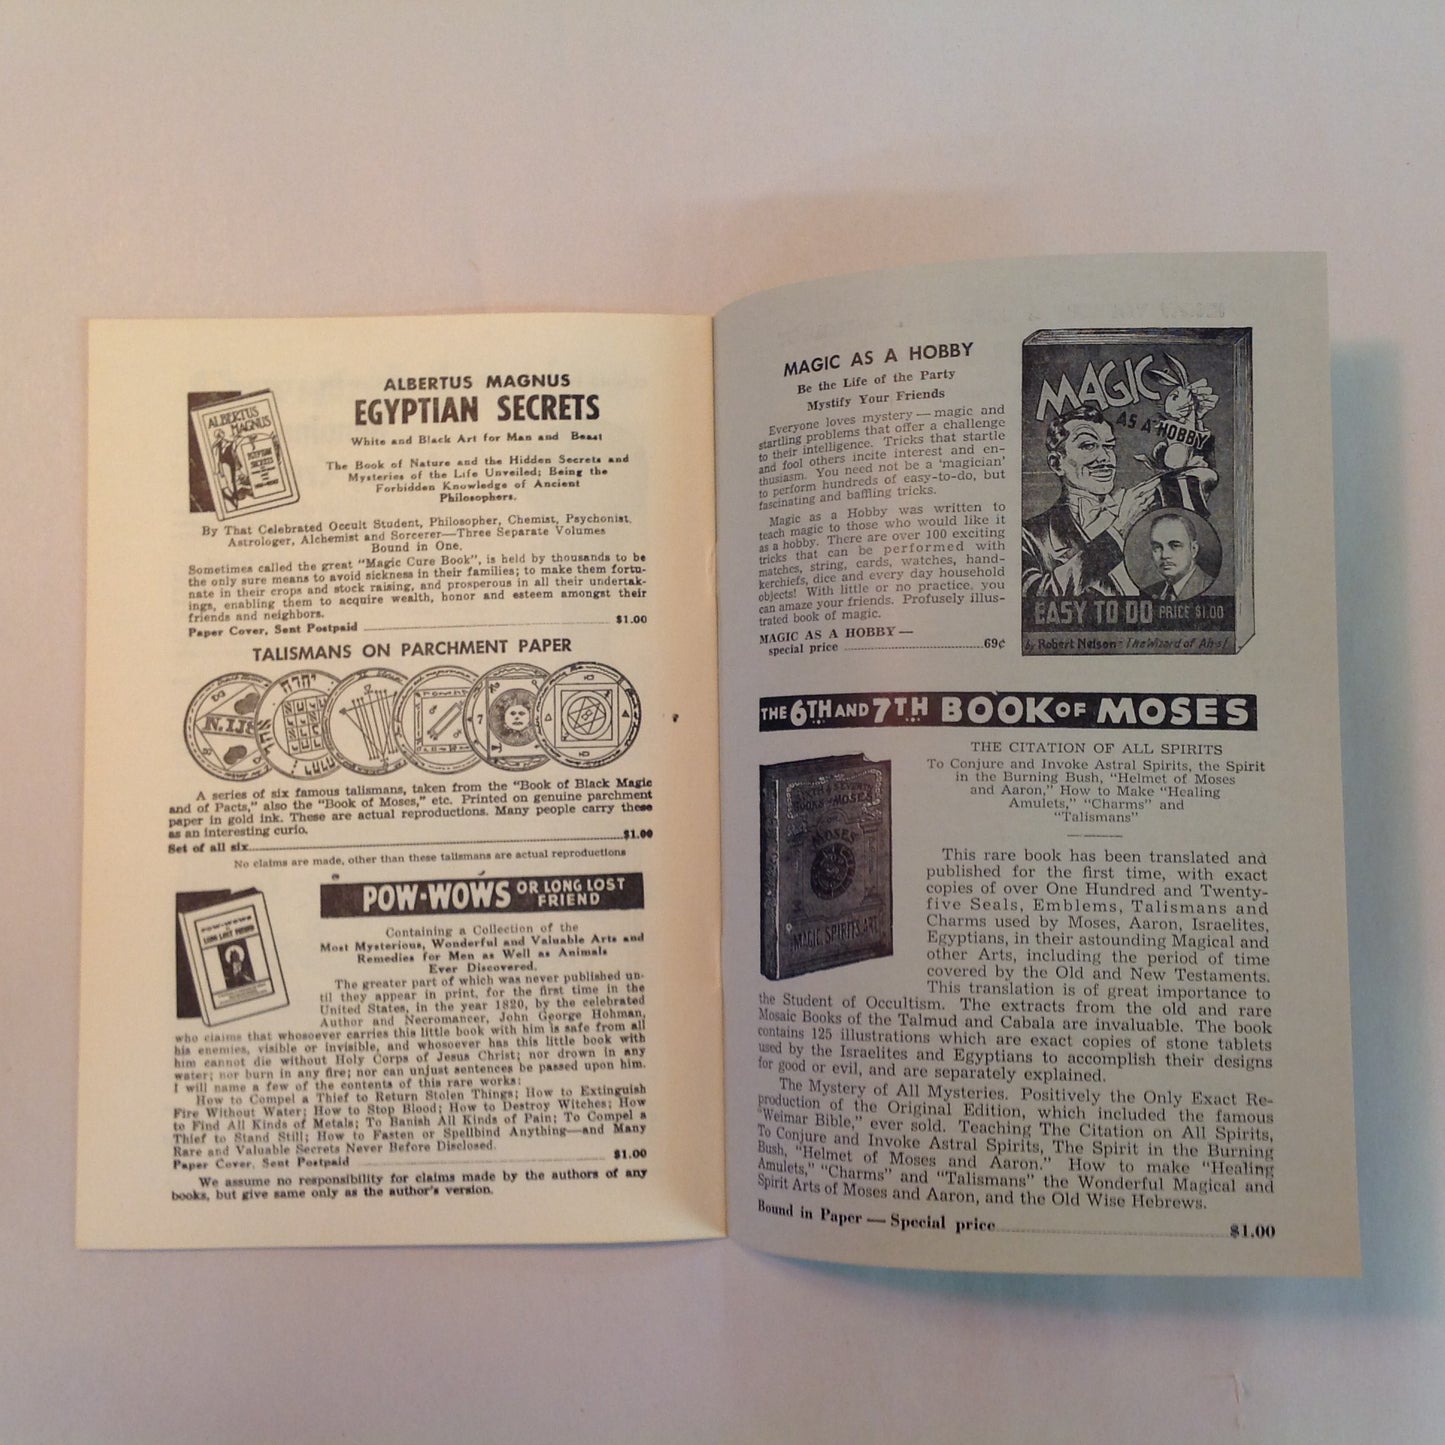 ALBERTUS MAGNUS
EGYPTIAN SECRETS
White and Black Art for Man and Beast
The Book of Nature and the Hidden Secrets and
Mysteries of the Life Unveiled; Being the
Forbidden Knowledge of Ancient
Philosophers.
By That Celebrated Occult Student, Philosopher, Chemist, Psychonist,
Astrologer, Alchemist and Sorcerer—Three Separate Volumes
Bound in One.
Sometimes called the great "Magic Cure Book", is held by thousands to be
the only sure means to avoid sickness in their families; to make them fortu-
nate in their crops and stock raising, and prosperous in all their undertak-
ings, enabling them to acquire wealth, honor and esteem amongst their
friends and neighbors.
Paper Cover, Sent Postpaid $1.00
ALBERTUS
MAGNUS
EGYPTIAN
SECRETS
TALISMANS ON PARCHMENT PAPER
A series of six famous talismans, taken from the "Book of Black Magic
and of Pacts," also the "Book of Moses," etc. Printed on genuine parchment
paper in gold ink. These are actual reproductions. Many people carry these
as an interesting curio.
Set of all six $1.00
No claims are made, other than these talismans are actual reproductions
POW-WOWS OR LONG LOST
FRIEND
POW-WOWS
OR
LONG LOST FRIEND
Containing a Collection of the
Most Mysterious, Wonderful and Valuable Arts and
Remedies for Men as Well as Animals
Ever Discovered.
The greater part of which was never published un-
til they appear in print, for the first time in the
United States, in the year 1820, by the celebrated
Author and Necromancer, John George Hohman,
who claims that whosoever carries this little book with him is safe from all
his enemies, visible or invisible, and whosoever has this little book with
him cannot die without Holy Corps of Jesus Christ; nor drown in any
water; nor burn in any fire; nor can unjust sentences be passed upon him.
I will name a few of the contents of this rare works:
How to Compel a Thief to Return Stolen Things; How to Extinguish
Fire Without Water; How to Stop Blood; How to Destroy Witches; How
to Find All Kinds of Metals; To Banish All Kinds of Pain; To Compel a
Thief to Stand Still; How to Fasten or Spellbind Anything—and Many
Rare and Valuable Secrets Never Before Disclosed.
Paper Cover, Sent Postpaid $1.00
We assume no responsibility for claims made by the authors of any
books, but give same only as the author's version.
MAGIC AS A HOBBY
Be the Life of the Party
Mystify Your Friends
Everyone loves mystery — magic and
startling problems that offer a challenge
to their intelligence. Tricks that startle
and fool others incite interest and en-
thusiasm. You need not be a 'magician'
to perform hundreds of easy-to-do, but
fascinating and baffling tricks.
Magic as a Hobby was written to
teach magic to those who would like it
as a hobby. There are over 100 exciting
tricks that can be performed with
matches, string, cards, watches, hand-
kerchiefs, dice and every day household
objects! With little or no practice, you
can amaze your friends. Profusely illus-
trated book of magic.
MAGIC AS A HOBBY —
special price 69¢
MAGIC
AS A HOBBY
EASY TO DO PRICE $1.00
by Robert Nelson - The Wizard of Ahs!
THE 6TH AND 7TH BOOK OF MOSES
THE CITATION OF ALL SPIRITS
To Conjure and Invoke Astral Spirits, the Spirit
in the Burning Bush, "Helmet of Moses
and Aaron," How to Make "Healing
Amulets," "Charms" and
"Talismans"
SIXTH & SEVENTH
BOOKS OF MOSES
OR
MOSES
MAGIC SPIRITS ART
This rare book has been translated and
published for the first time, with exact
copies of over One Hundred and Twenty-
five Seals, Emblems, Talismans and
Charms used by Moses, Aaron, Israelites,
Egyptians, in their astounding Magical and
other Arts, including the period of time
covered by the Old and New Testaments.
This translation is of great importance to
the Student of Occultism. The extracts from the old and rare
Mosaic Books of the Talmud and Cabala are invaluable. The book
contains 125 illustrations which are exact copies of stone tablets
used by the Israelites and Egyptians to accomplish their designs
for good or evil, and are separately explained.
The Mystery of All Mysteries. Positively the Only Exact Re-
production of the Original Edition, which included the famous
"Weimar Bible," ever sold. Teaching The Citation on All Spirits,
To Conjure and Invoke Astral Spirits, The Spirit in the Burning
Bush, "Helmet of Moses and Aaron." How to make "Healing
Amulets," "Charms" and "Talismans" the Wonderful Magical and
Spirit Arts of Moses and Aaron, and the Old Wise Hebrews.
Bound in Paper — Special price $1.00